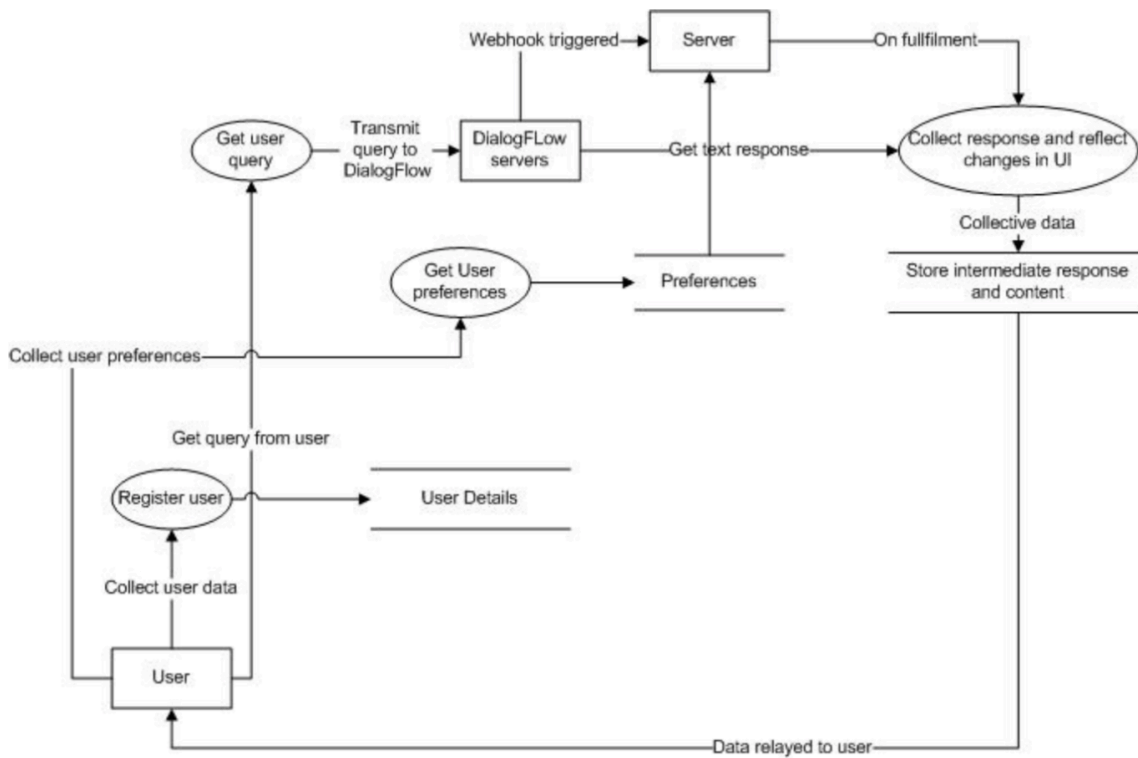 Webhook triggered
Server
On fullfilment
Get user
query
Transmit
query to
DialogFlow
DialogFLow
servers
Get text response
Collect response and reflect
changes in UI
Collective data
Get User
preferences
Preferences
Store intermediate response
and content
Collect user preferences
Get query from user
Register user
User Details
Collect user data
User
Data relayed to user